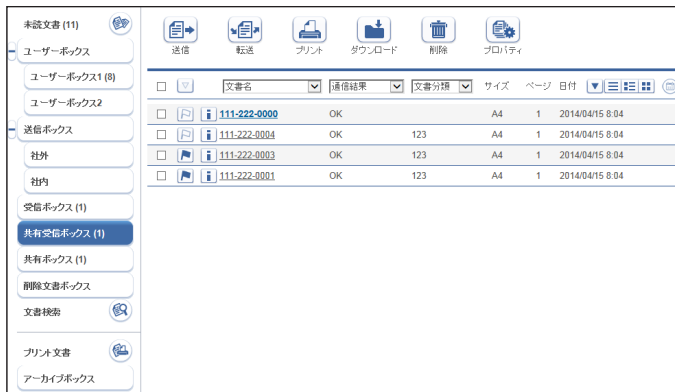 未読文書 (11)
ユーザーボックス
ユーザーボックス1 (8)
ユーザーボックス2
送信ボックス
社外
社内
受信ボックス (1)
共有受信ボックス (1)
共有ボックス (1)
削除文書ボックス
文書検索
プリント文書
アーカイブボックス
送信 転送 プリント ダウンロード 削除 プロパティ
文書名 通信結果 文書分類 サイズ ページ 日付
111-222-0000 OK A4 1 2014/04/15 8:04
111-222-0004 OK 123 A4 1 2014/04/15 8:04
111-222-0003 OK 123 A4 1 2014/04/15 8:04
111-222-0001 OK 123 A4 1 2014/04/15 8:04